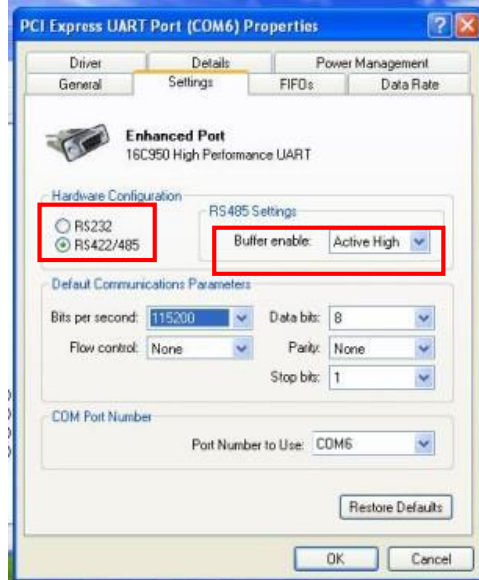 PCI Express UART Port (COM6) Properties
Driver Details Power Management
General Settings FIFOs Data Rate
Enhanced Port
16C950 High Performance UART
Hardware Configuration
RS232
RS422/485
RS485 Settings
Buffer enable: Active High
Default Communications Parameters
Bits per second: 115200 Data bits: 8
Flow control: None Parity: None
Stop bits: 1
COM Port Number
Port Number to Use: COM6
Restore Defaults
OK Cancel